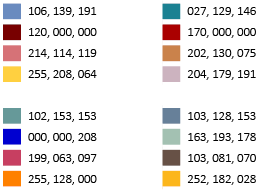 106, 139, 191 027, 129, 146
120, 000, 000 170, 000, 000
214, 114, 119 202, 130, 075
255, 208, 064 204, 179, 191
102, 153, 153 103, 128, 153
000, 000, 208 163, 193, 178
199, 063, 097 103, 081, 070
255, 128, 000 252, 182, 028